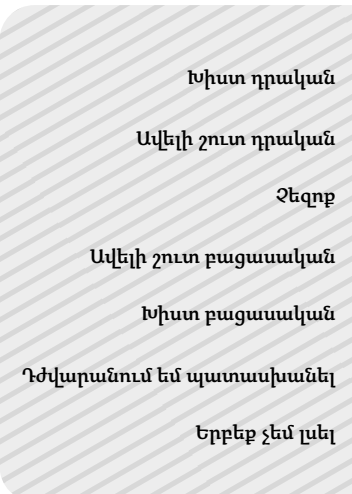 Խիստ դրական
Ավելի շուտ դրական
Չեզոք
Ավելի շուտ բացասական
Խիստ բացասական
Դժվարանում եմ պատասխանել
Երբեք չեմ լսել